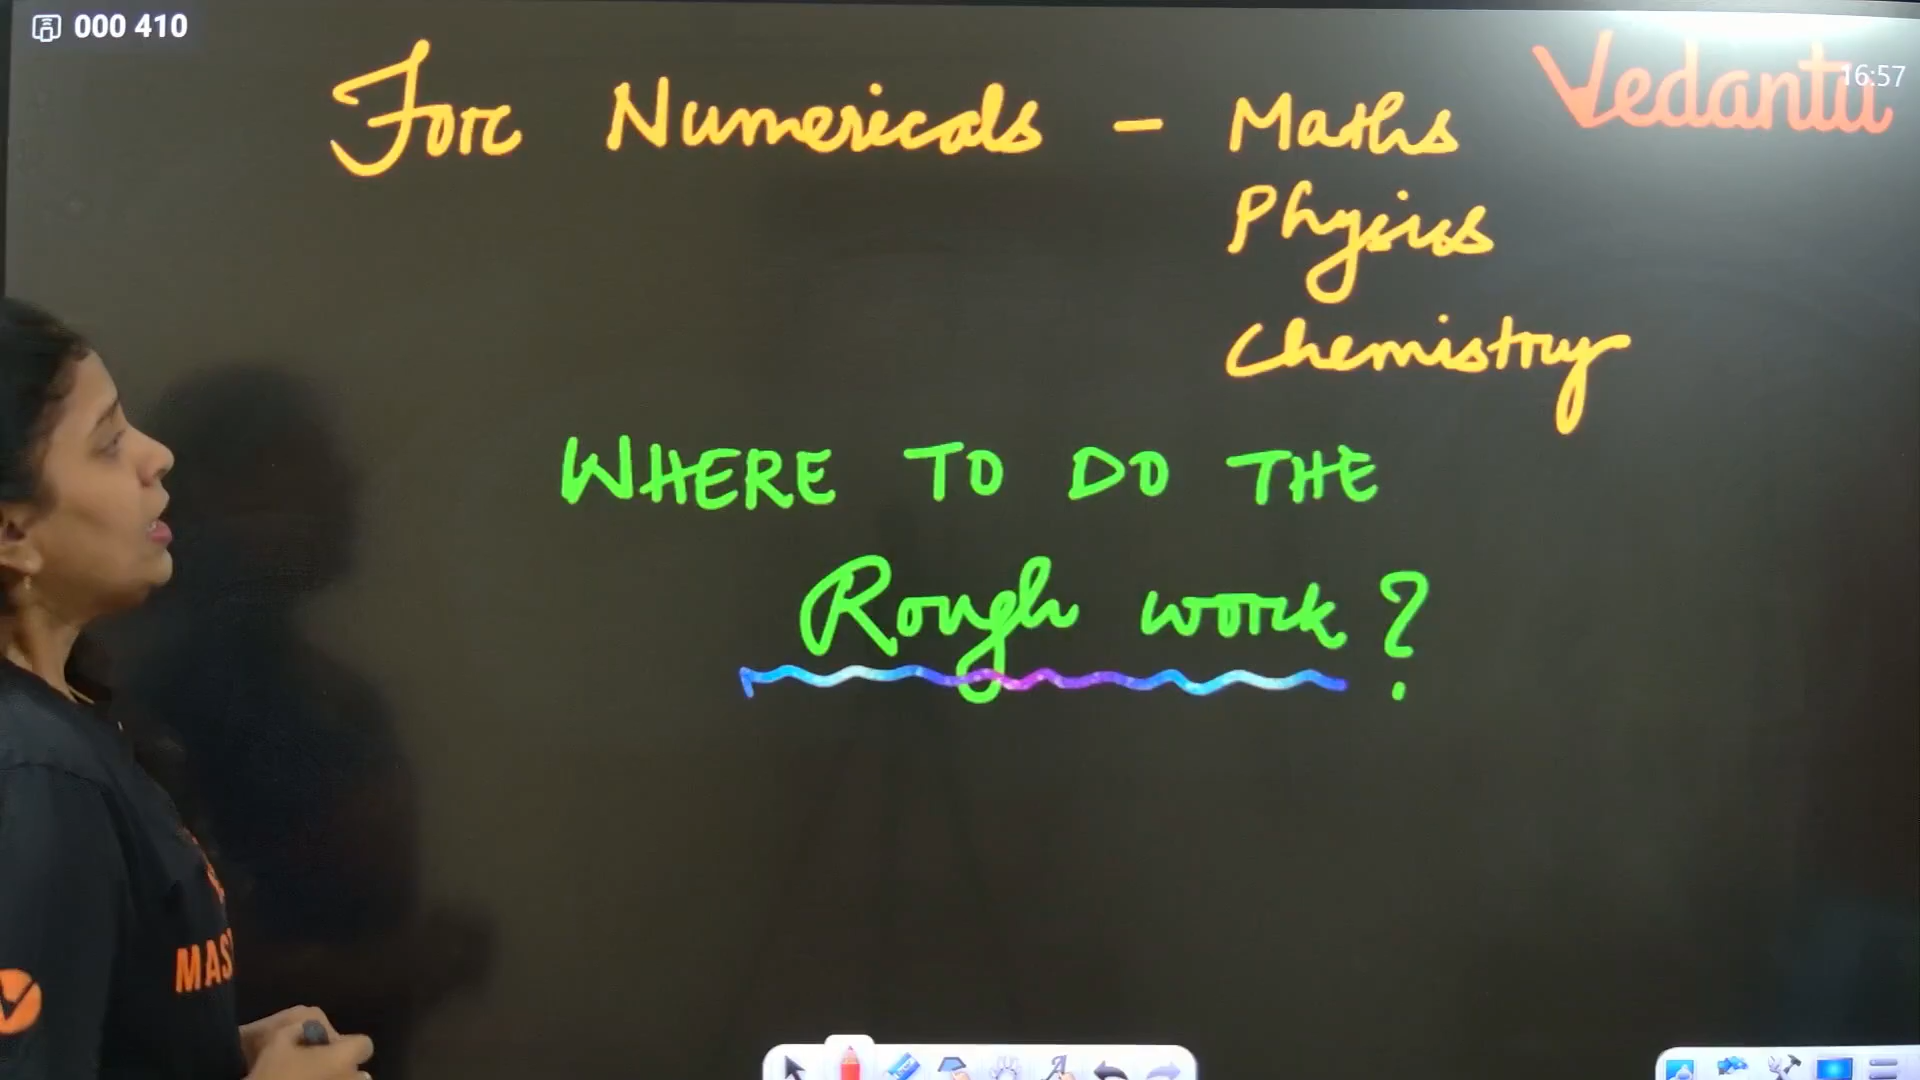 000 410
Vedantu
16:57
For Numericals - Maths
Physics
Chemistry
WHERE TO DO THE
Rough work?
MAS